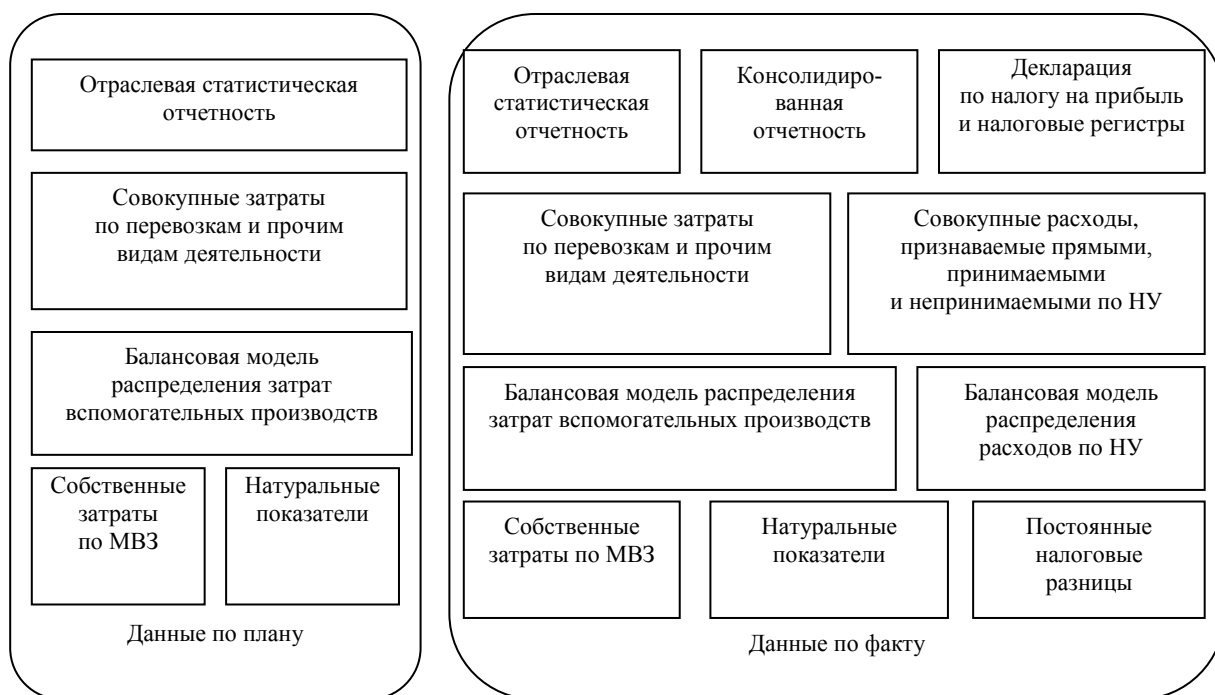 Отраслевая статистическая
отчетность
Совокупные затраты
по перевозкам и прочим
видам деятельности
Балансовая модель
распределения затрат
вспомогательных производств
Собственные
затраты
по МВЗ
Натуральные
показатели
Данные по плану
Отраслевая
статистическая
отчетность
Консолидиро-
ванная
отчетность
Декларация
по налогу на прибыль
и налоговые регистры
Совокупные затраты
по перевозкам и прочим
видам деятельности
Совокупные расходы,
признаваемые прямыми,
принимаемыми
и непринимаемыми по НУ
Балансовая модель распределения
затрат вспомогательных производств
Балансовая модель
распределения
расходов по НУ
Собственные
затраты по МВЗ
Натуральные
показатели
Постоянные
налоговые
разницы
Данные по факту